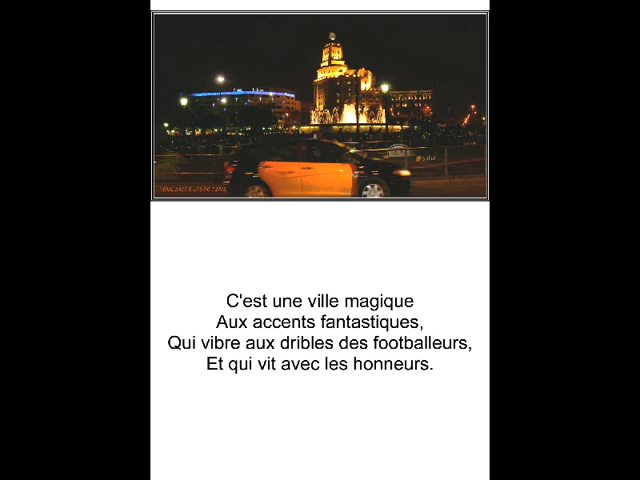 C'est une ville magique
Aux accents fantastiques,
Qui vibre aux dribles des footballeurs,
Et qui vit avec les honneurs.